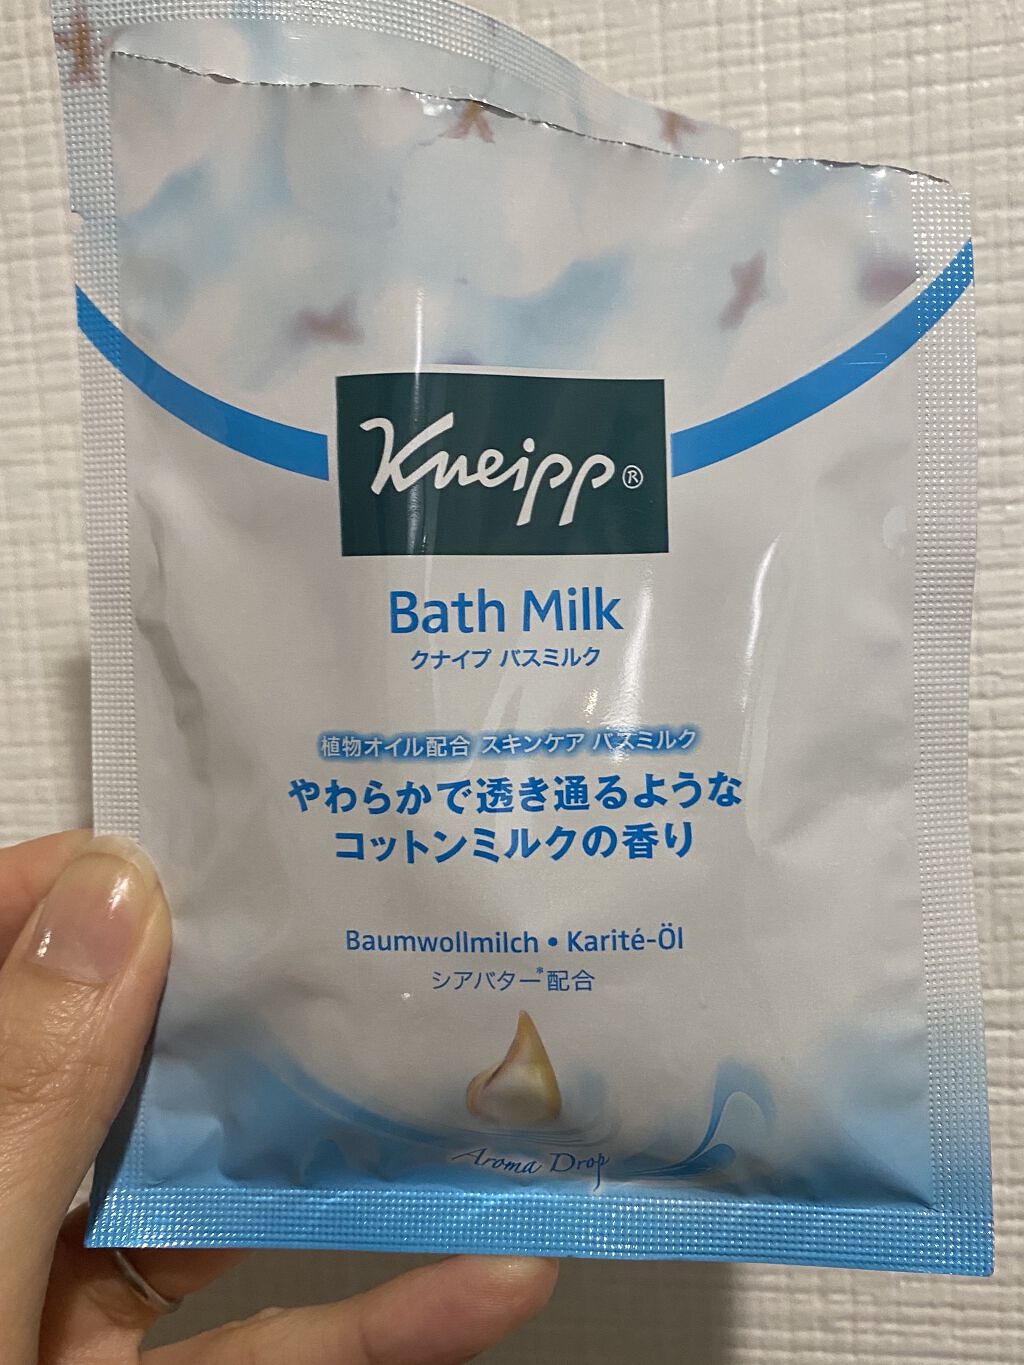 Kneipp®
Bath Milk
クナイプ バスミルク
植物オイル配合 スキンケア バスミルク
やわらかで透き通るような
コットンミルクの香り
Baumwollmilch • Karité-Öl
シアバター*配合
Aroma Drop